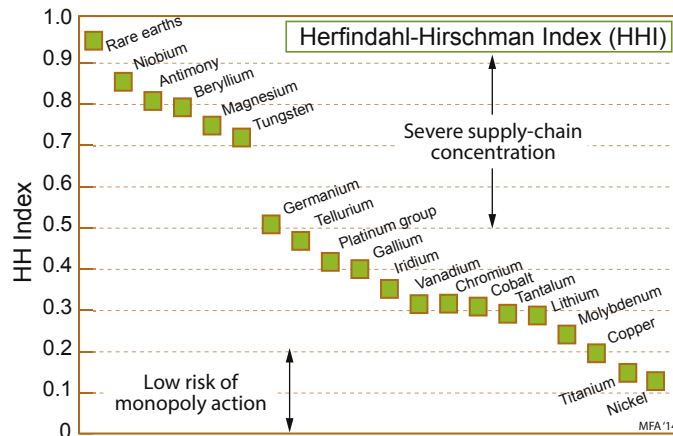 Herfindahl-Hirschman Index (HHI)
HH Index
1.0
0.9
0.8
0.7
0.6
0.5
0.4
0.3
0.2
0.1
0
Rare earths
Niobium
Antimony
Beryllium
Magnesium
Tungsten
Severe supply-chain
concentration
Germanium
Tellurium
Platinum group
Gallium
Iridium
Vanadium
Chromium
Cobalt
Tantalum
Lithium
Molybdenum
Copper
Titanium
Nickel
Low risk of
monopoly action